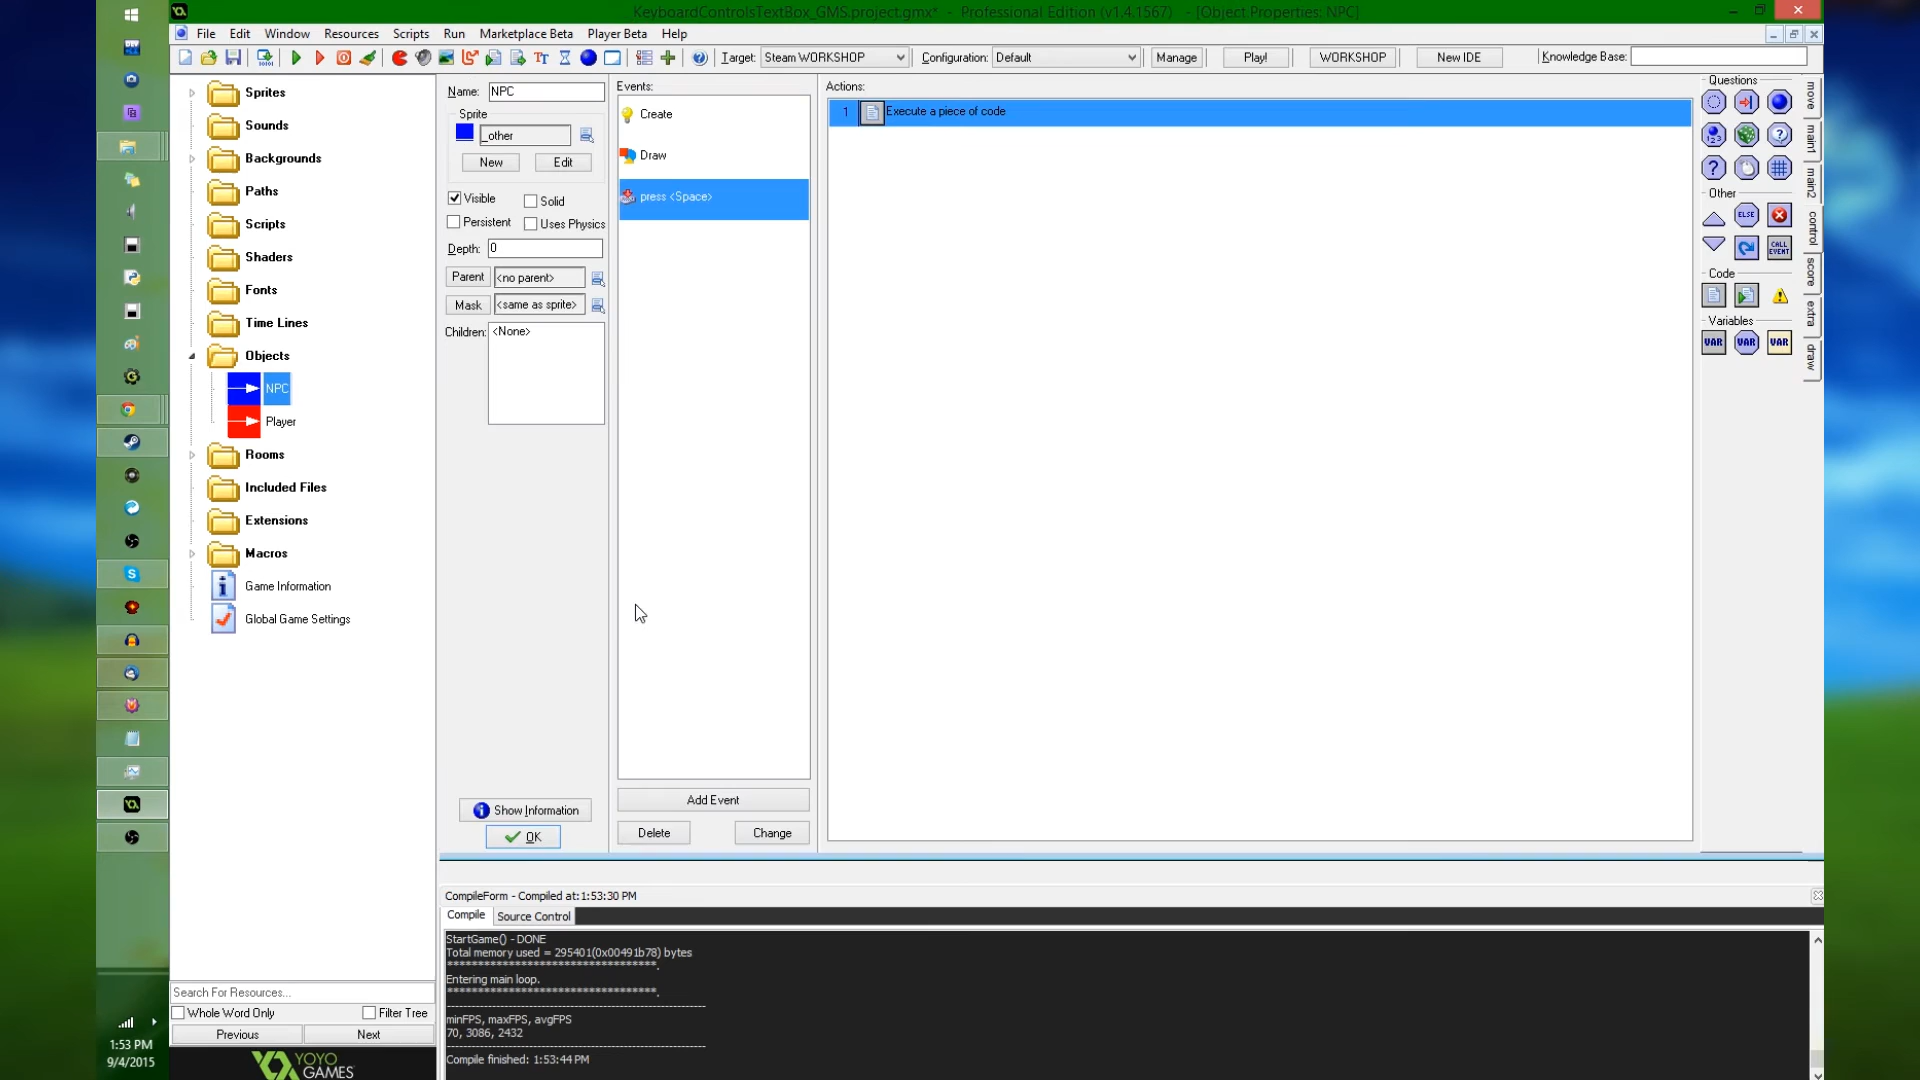 KeyboardControlsTextBox_GMS.project.gmx* - Professional Edition (v1.4.1567) - [Object Properties: NPC]
File Edit Window Resources Scripts Run Marketplace Beta Player Beta Help
Target: Steam WORKSHOP Configuration: Default Manage Play! WORKSHOP New IDE Knowledge Base:
Sprites
Sounds
Backgrounds
Paths
Scripts
Shaders
Fonts
Time Lines
Objects
NPC
Player
Rooms
Included Files
Extensions
Macros
Game Information
Global Game Settings
Search For Resources...
Whole Word Only Filter Tree
Previous Next
YOYO
GAMES
1:53 PM
9/4/2015
Name: NPC
Sprite
_other
New Edit
Visible Solid
Persistent Uses Physics
Depth: 0
Parent <no parent>
Mask <same as sprite>
Children: <None>
Show Information
OK
Events:
Create
Draw
press <Space>
Add Event
Delete Change
Actions:
1 Execute a piece of code
Questions
Other
ELSE
CALL EVENT
Code
Variables
VAR VAR VAR
move
main1
main2
control
score
extra
draw
CompileForm - Compiled at:1:53:30 PM
Compile Source Control
StartGame() - DONE
Total memory used = 295401(0x00491b78) bytes
**********************************.
Entering main loop.
**********************************.
----------------------------------------------------------------
minFPS, maxFPS, avgFPS
70, 3086, 2432
----------------------------------------------------------------
Compile finished: 1:53:44 PM